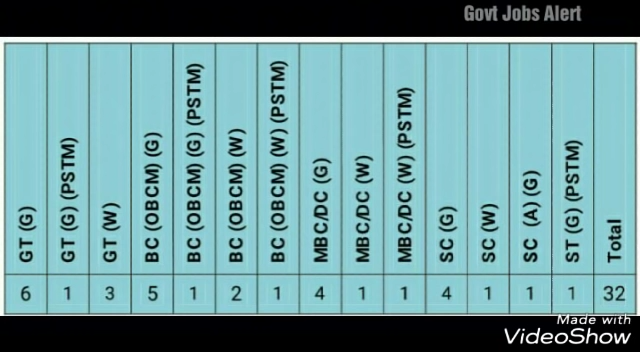 Govt Jobs Alert
GT (G)
GT (G) (PSTM)
GT (W)
BC (OBCM) (G)
BC (OBCM) (G) (PSTM)
BC (OBCM) (W)
BC (OBCM) (W) (PSTM)
MBC/DC (G)
MBC/DC (W)
MBC/DC (W) (PSTM)
SC (G)
SC (W)
SC (A) (G)
ST (G) (PSTM)
Total
6 1 3 5 1 2 1 4 1 1 4 1 1 1 32
Made with
VideoShow